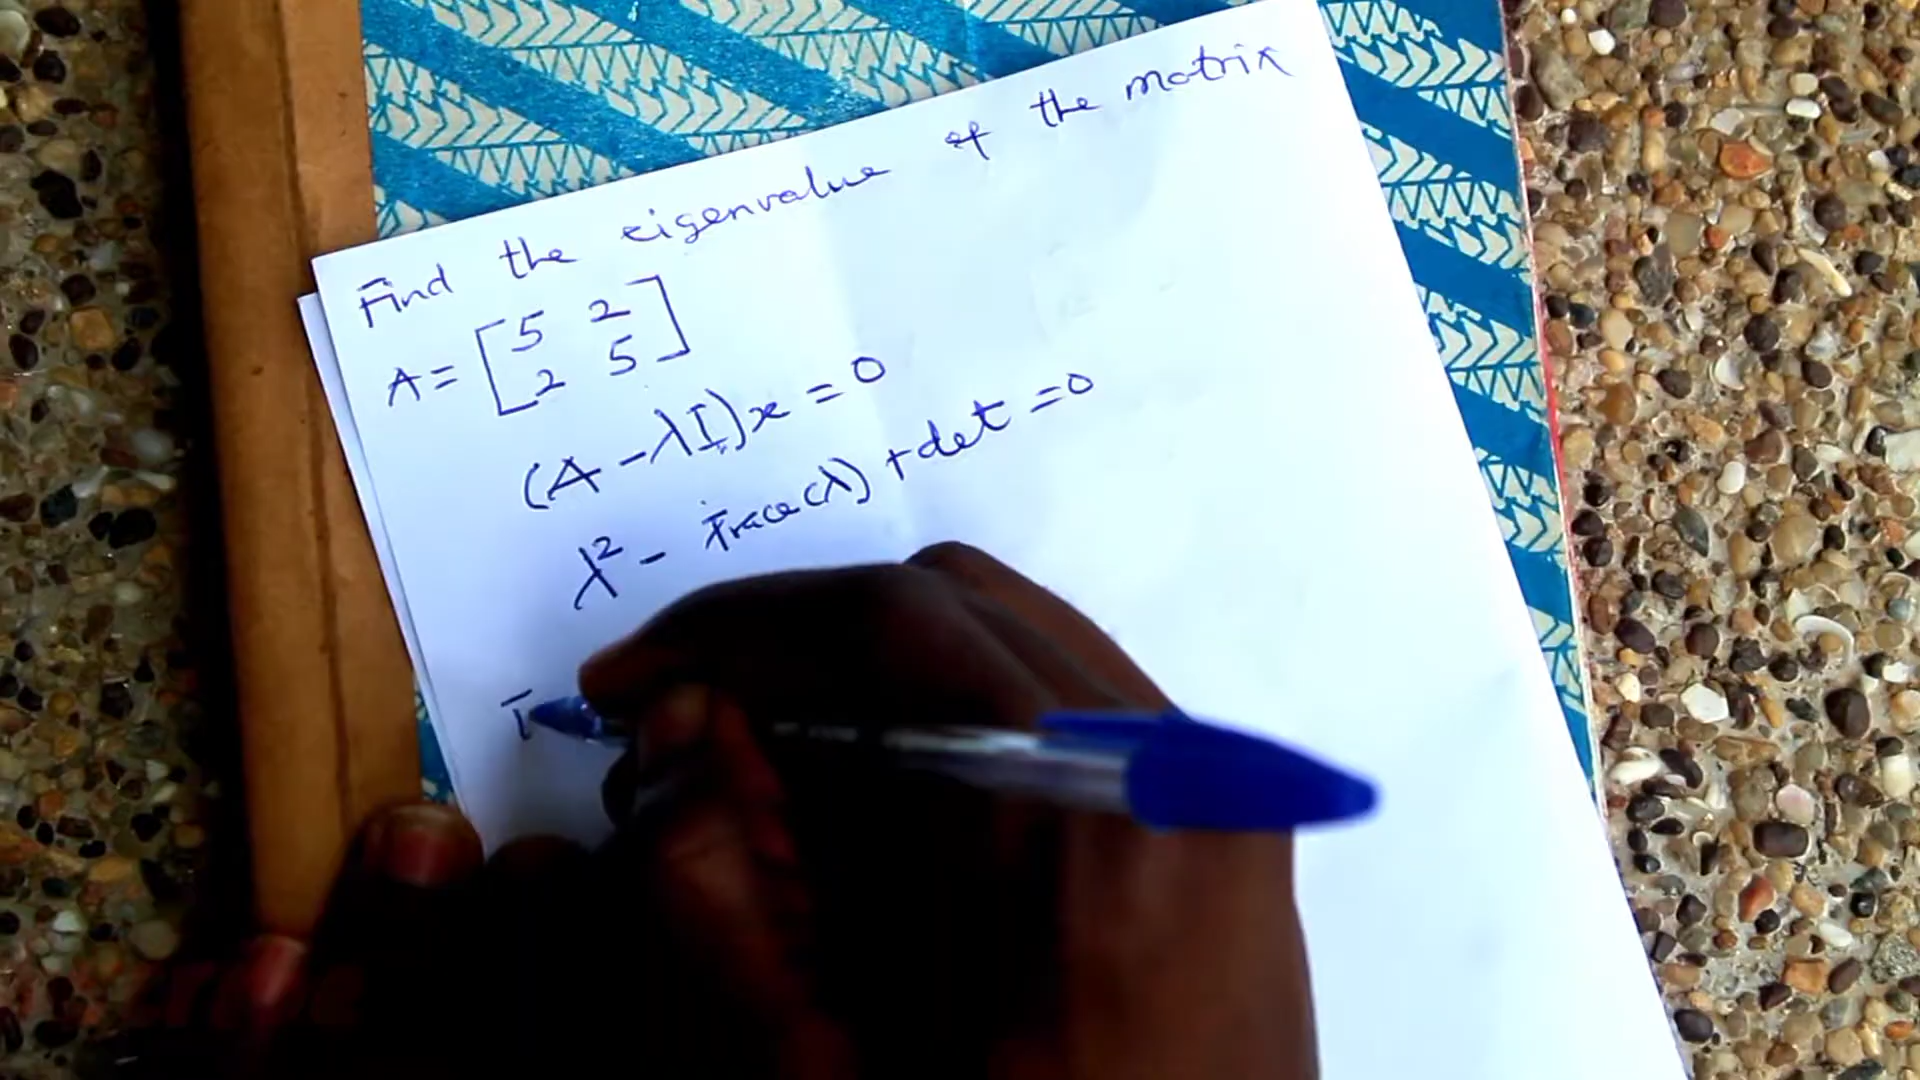 Find the eigenvalue of the matrix
A = [5 2
2 5]
(A - λI)x = 0
λ² - Trace(λ) + det = 0
T